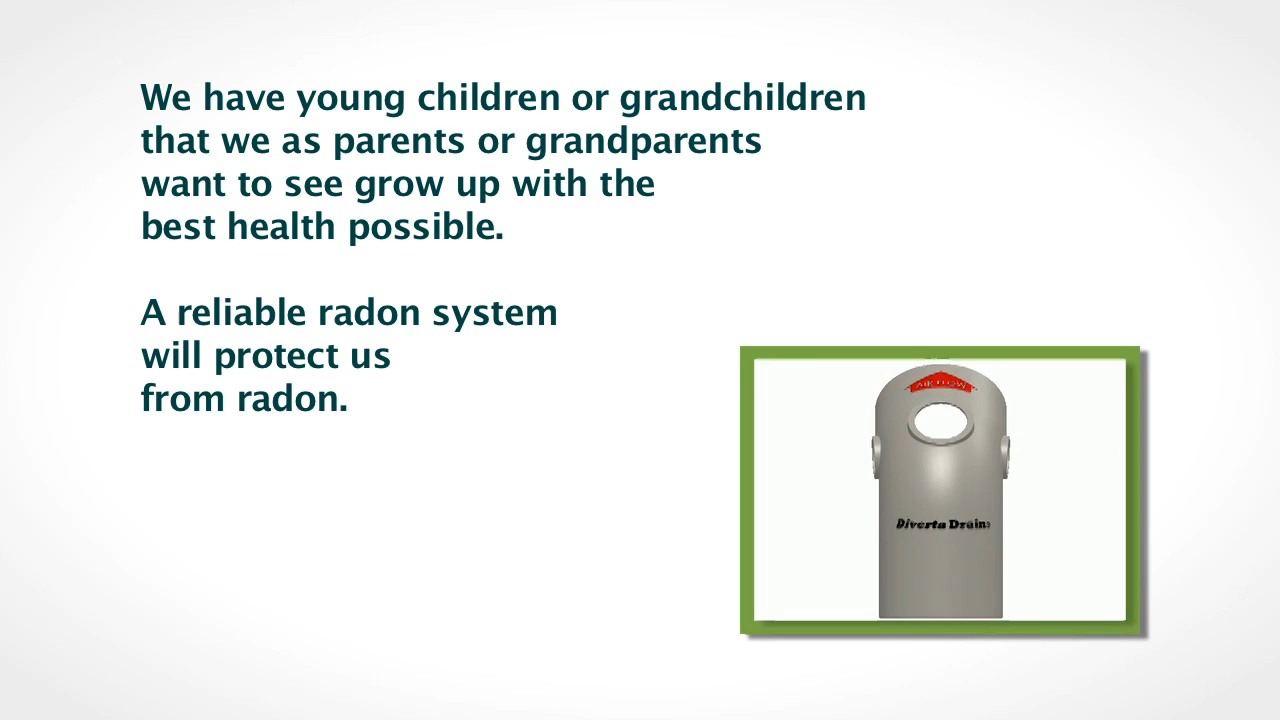 We have young children or grandchildren
that we as parents or grandparents
want to see grow up with the
best health possible.
A reliable radon system
will protect us
from radon.
AIR FLOW
Diverta Drains